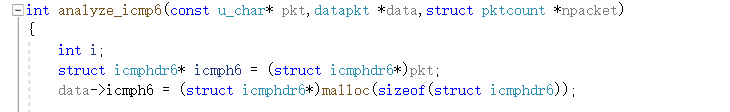 int analyze_icmp6(const u_char* pkt,datapkt *data,struct pktcount *npacket)
{
int i;
struct icmphdr6* icmph6 = (struct icmphdr6*)pkt;
data->icmph6 = (struct icmphdr6*)malloc(sizeof(struct icmphdr6));